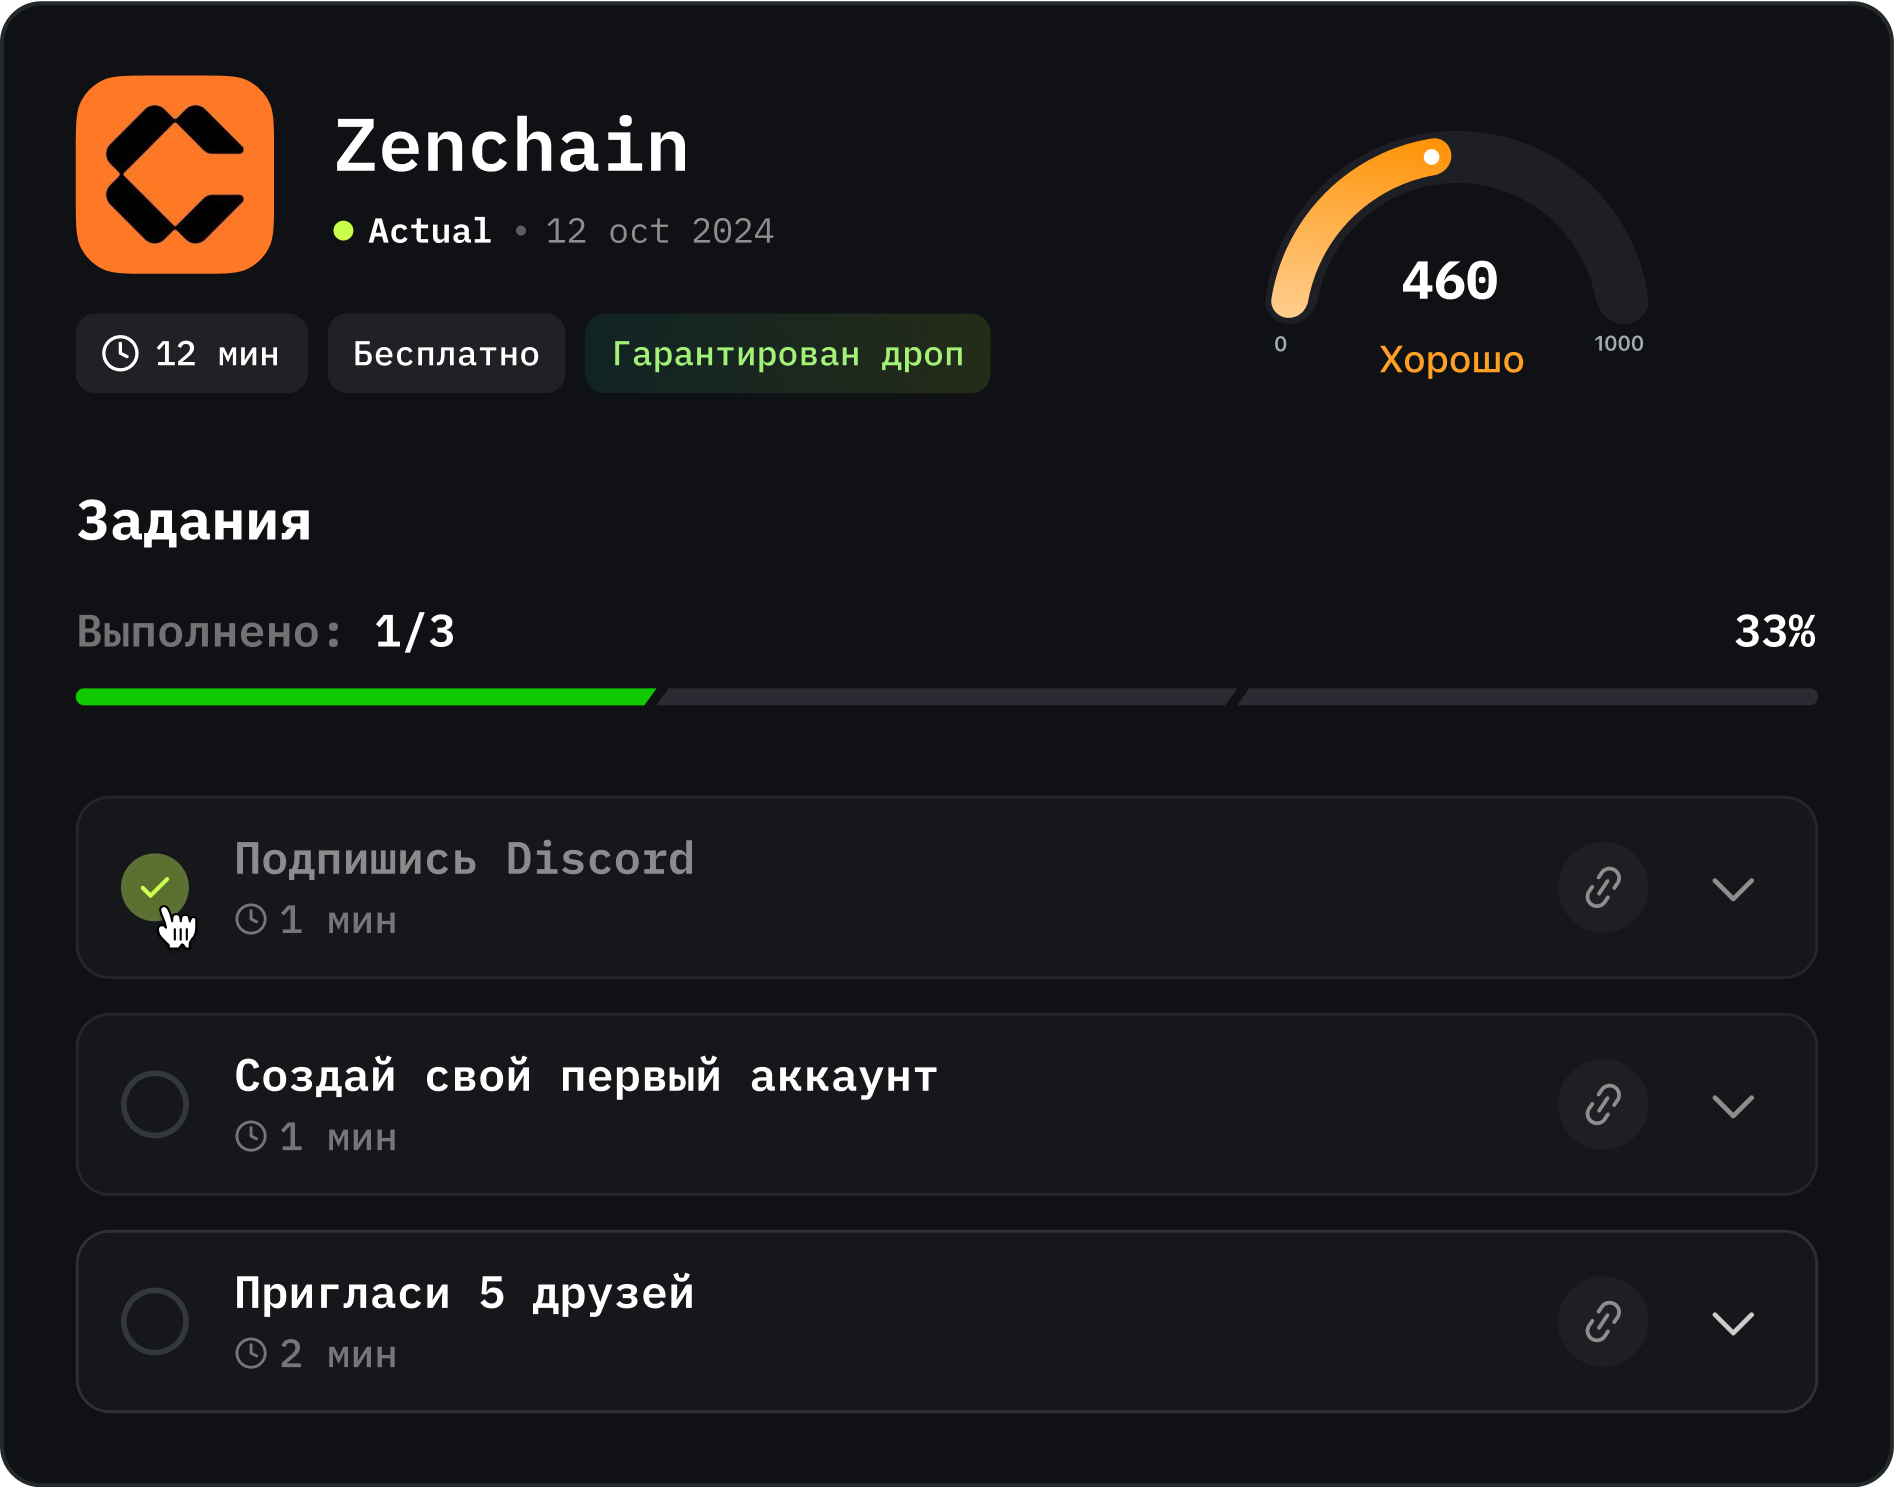 Zenchain
Actual • 12 oct 2024
12 мин
Бесплатно
Гарантирован дроп
460
0
1000
Хорошо
Задания
Выполнено: 1/3
33%
Подпишись Discord
1 мин
Создай свой первый аккаунт
1 мин
Пригласи 5 друзей
2 мин